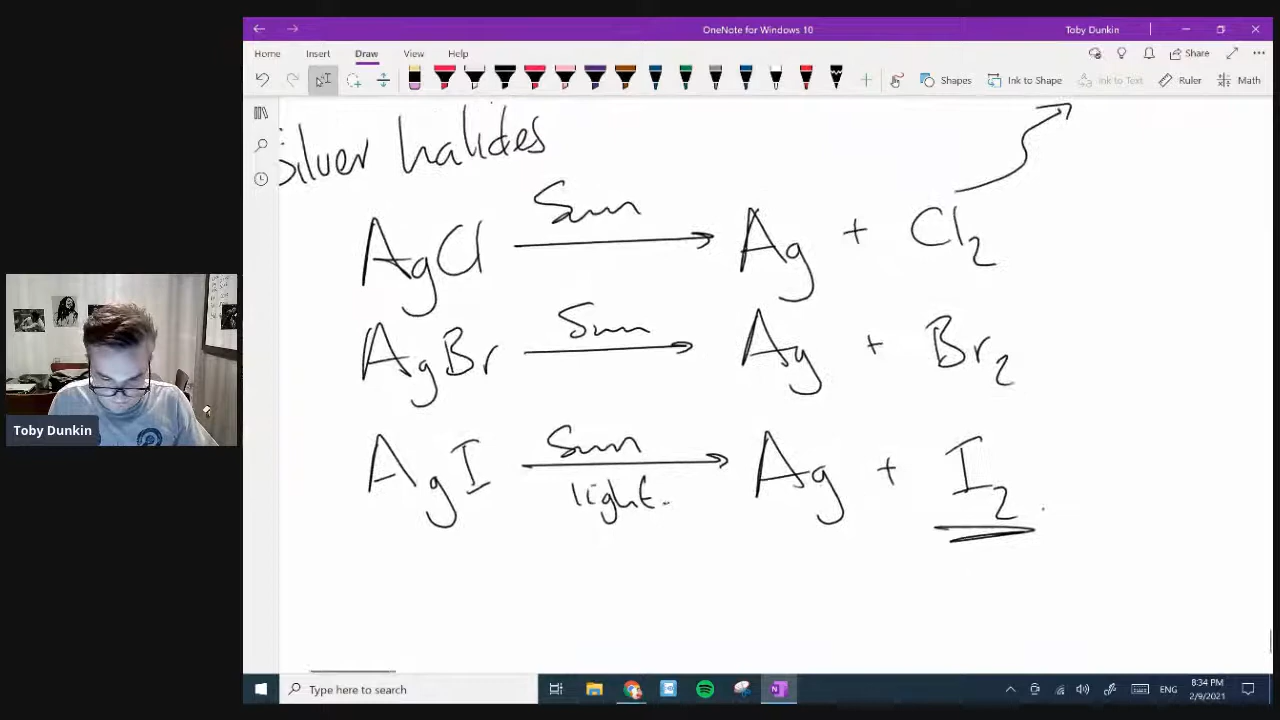 OneNote for Windows 10
Toby Dunkin
Home Insert Draw View Help
Share
Shapes Ink to Shape Ink to Text Ruler Math
Silver halides
AgCl Sun → Ag + Cl2
AgBr Sun → Ag + Br2
AgI Sun → Ag + I2
light.
Toby Dunkin
Type here to search
ENG
8:34 PM
2/9/2021